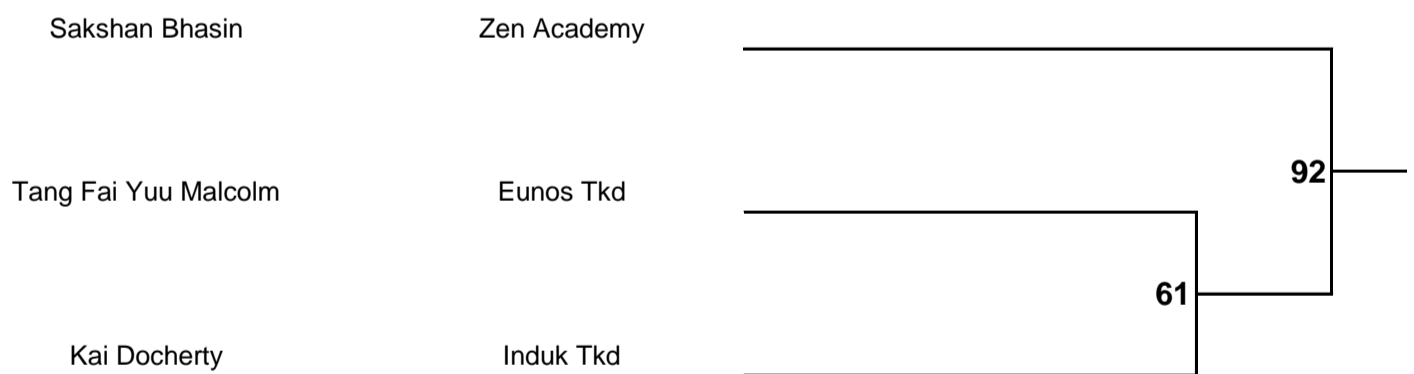 Sakshan Bhasin Zen Academy
92
Tang Fai Yuu Malcolm Eunos Tkd
61
Kai Docherty Induk Tkd